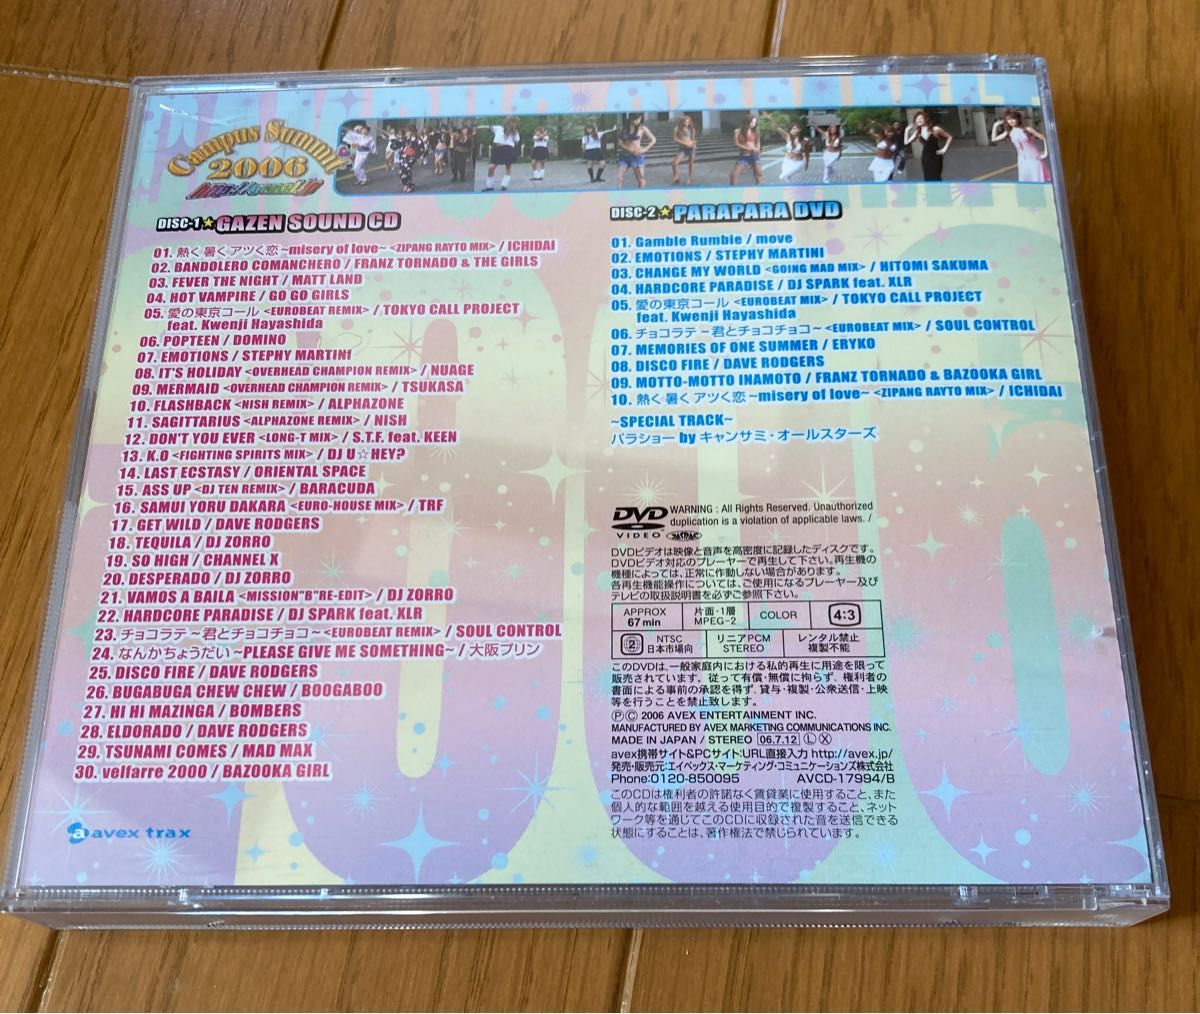 Campus Summit
2006
DISC-1★GAZEN SOUND CD
01. 熱く暑くアツく恋~misery of love~ <ZIPANG RAYTO MIX> / ICHIDAI
02. BANDOLERO COMANCHERO / FRANZ TORNADO & THE GIRLS
03. FEVER THE NIGHT / MATT LAND
04. HOT VAMPIRE / GO GO GIRLS
05. 愛の東京コール <EUROBEAT REMIX> / TOKYO CALL PROJECT
feat. Kwenji Hayashida
06. POPTEEN / DOMINO
07. EMOTIONS / STEPHY MARTINI
08. IT'S HOLIDAY <OVERHEAD CHAMPION REMIX> / NUAGE
09. MERMAID <OVERHEAD CHAMPION REMIX> / TSUKASA
10. FLASHBACK <NISH REMIX> / ALPHAZONE
11. SAGITTARIUS <ALPHAZONE REMIX> / NISH
12. DON'T YOU EVER <LONG-T MIX> / S.T.F. feat. KEEN
13. K.O <FIGHTING SPIRITS MIX> / DJ U☆HEY?
14. LAST ECSTASY / ORIENTAL SPACE
15. ASS UP <DJ TEN REMIX> / BARACUDA
16. SAMUI YORU DAKARA <EURO-HOUSE MIX> / TRF
17. GET WILD / DAVE RODGERS
18. TEQUILA / DJ ZORRO
19. SO HIGH / CHANNEL X
20. DESPERADO / DJ ZORRO
21. VAMOS A BAILA <MISSION"B"RE-EDIT> / DJ ZORRO
22. HARDCORE PARADISE / DJ SPARK feat. XLR
23. チョコラテ~君とチョコチョコ~ <EUROBEAT REMIX> / SOUL CONTROL
24. なんかちょうだい~PLEASE GIVE ME SOMETHING~ / 大阪プリン
25. DISCO FIRE / DAVE RODGERS
26. BUGABUGA CHEW CHEW / BOOGABOO
27. HI HI MAZINGA / BOMBERS
28. ELDORADO / DAVE RODGERS
29. TSUNAMI COMES / MAD MAX
30. velfarre 2000 / BAZOOKA GIRL
a avex trax
DISC-2★PARAPARA DVD
01. Gamble Rumble / move
02. EMOTIONS / STEPHY MARTINI
03. CHANGE MY WORLD <GOING MAD MIX> / HITOMI SAKUMA
04. HARDCORE PARADISE / DJ SPARK feat. XLR
05. 愛の東京コール <EUROBEAT MIX> / TOKYO CALL PROJECT
feat. Kwenji Hayashida
06. チョコラテ~君とチョコチョコ~ <EUROBEAT MIX> / SOUL CONTROL
07. MEMORIES OF ONE SUMMER / ERYKO
08. DISCO FIRE / DAVE RODGERS
09. MOTTO-MOTTO INAMOTO / FRANZ TORNADO & BAZOOKA GIRL
10. 熱く暑くアツく恋~misery of love~ <ZIPANG RAYTO MIX> / ICHIDAI
~SPECIAL TRACK~
パラショー by キャンサミ・オールスターズ
DVD VIDEO
WARNING : All Rights Reserved. Unauthorized
duplication is a violation of applicable laws. /
JASRAC
DVDビデオは映像と音声を高密度に記録したディスクです。
DVDビデオ対応のプレーヤーで再生して下さい。再生機の
機種によっては、正常に作動しない場合があります。
各再生機能操作については、ご使用になるプレーヤー及び
テレビの取扱説明書を必ずご参照下さい。
APPROX 67min 片面・1層 MPEG-2 COLOR 4:3
2 NTSC 日本市場向 リニアPCM STEREO レンタル禁止 複製不能
このDVDは、一般家庭内における私的再生に用途を限って
販売されています。従って有償・無償に拘らず、権利者の
書面による事前の承認を得ず、貸与・複製・公衆送信・上映
等を行うことを禁止致します。
ⓅⒸ 2006 AVEX ENTERTAINMENT INC.
MANUFACTURED BY AVEX MARKETING COMMUNICATIONS INC.
MADE IN JAPAN / STEREO 06.7.12 Ⓛ Ⓧ
avex携帯サイト&PCサイト:URL直接入力 http://avex.jp/
発売・販売元:エイベックス・マーケティング・コミュニケーションズ株式会社
Phone:0120-850095 AVCD-17994/B
このCDは権利者の許諾なく賃貸業に使用すること、また
個人的な範囲を越える使用目的で複製すること、ネット
ワーク等を通じてこのCDに収録された音を送信できる
状態にすることは、著作権法で禁じられています。